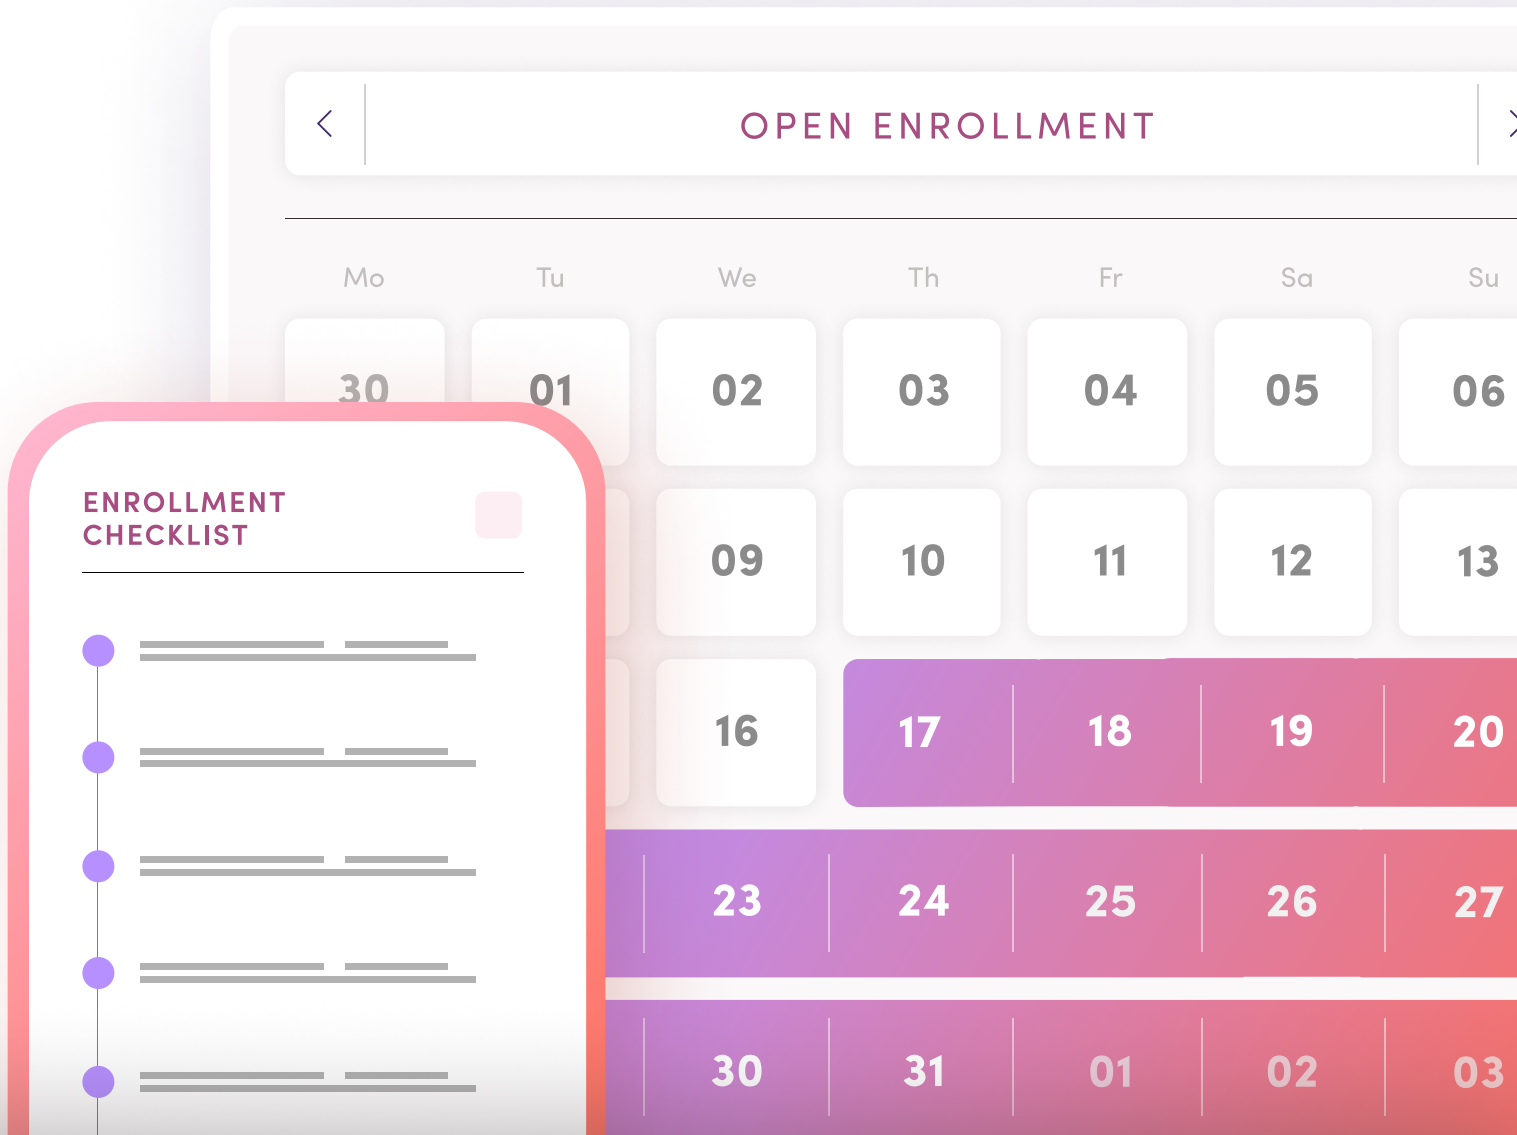 OPEN ENROLLMENT
Mo Tu We Th Fr Sa Su
30 01 02 03 04 05 06
09 10 11 12 13
16 17 18 19 20
23 24 25 26 27
30 31 01 02 03
ENROLLMENT
CHECKLIST